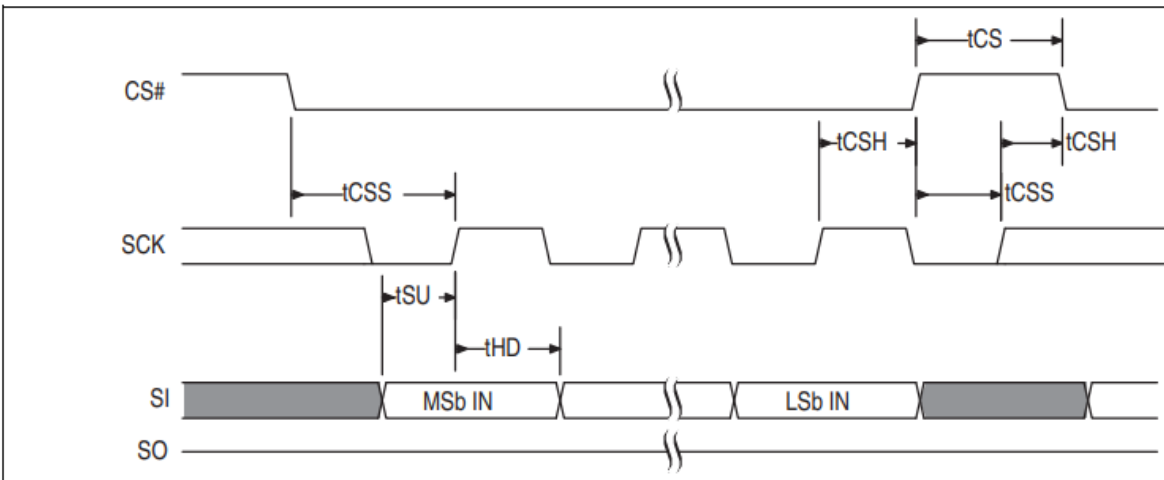 tCS
CS#
tCSH
tCSH
tCSS
tCSS
SCK
tSU
tHD
SI
MSb IN
LSb IN
SO